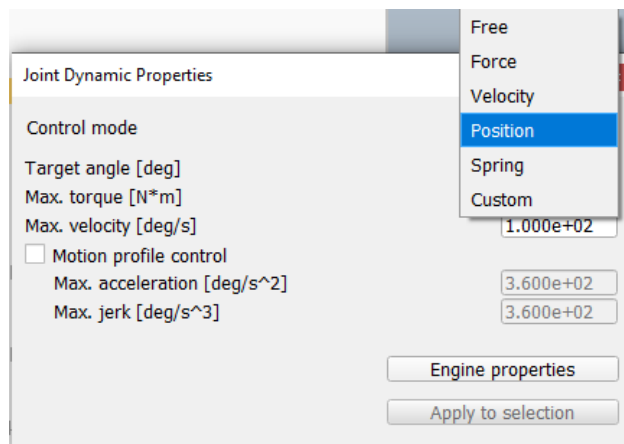 Free
Force
Velocity
Position
Spring
Custom
Joint Dynamic Properties
Control mode
Target angle [deg]
Max. torque [N*m]
Max. velocity [deg/s] 1.000e+02
Motion profile control
Max. acceleration [deg/s^2] 3.600e+02
Max. jerk [deg/s^3] 3.600e+02
Engine properties
Apply to selection